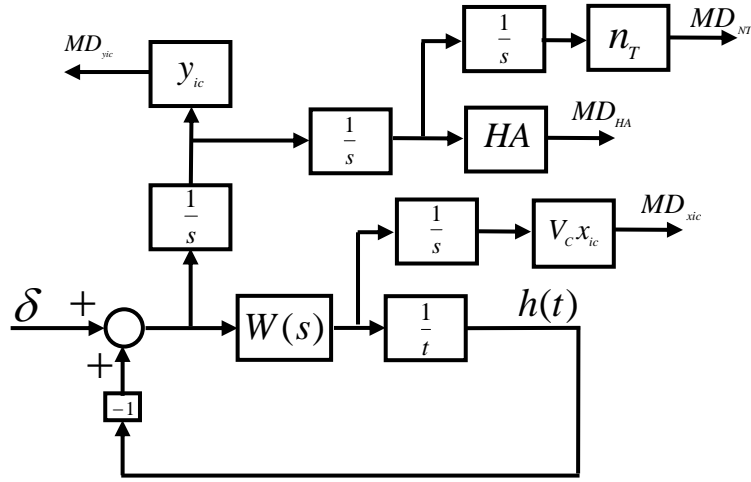 1/s
n_T
MD_NT
MD_yic
y_ic
1/s
HA
MD_HA
1/s
1/s
V_C x_ic
MD_xic
δ
+
W(s)
1/t
h(t)
+
−1